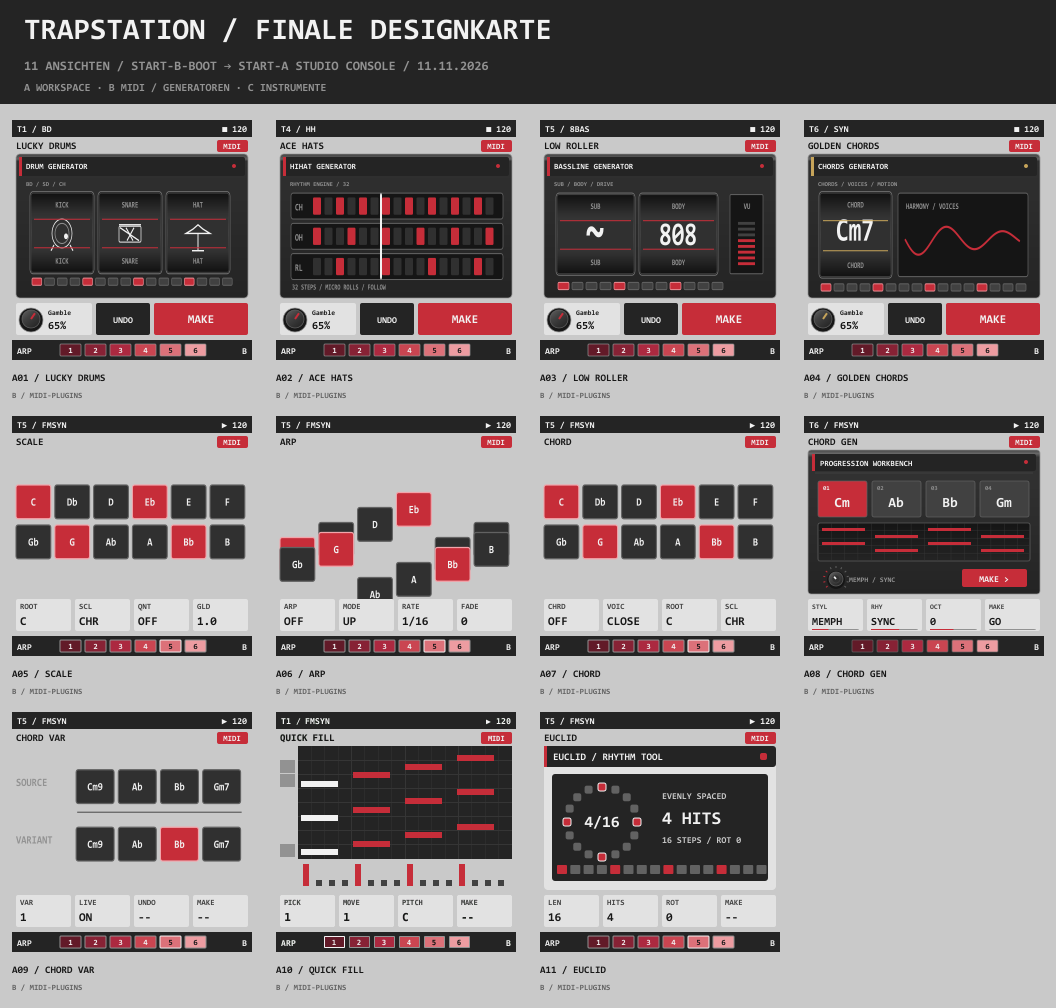 TRAPSTATION / FINALE DESIGNKARTE
11 ANSICHTEN / START-B-BOOT → START-A STUDIO CONSOLE / 11.11.2026
A WORKSPACE · B MIDI / GENERATOREN · C INSTRUMENTE
T1 / BD ■ 120
LUCKY DRUMS MIDI
DRUM GENERATOR
BD / SD / CH
KICK SNARE HAT
KICK SNARE HAT
Gamble
65% UNDO MAKE
ARP 1 2 3 4 5 6 B
A01 / LUCKY DRUMS
B / MIDI-PLUGINS
T4 / HH ■ 120
ACE HATS MIDI
HIHAT GENERATOR
RHYTHM ENGINE / 32
CH
OH
RL
32 STEPS / MICRO ROLLS / FOLLOW
Gamble
65% UNDO MAKE
ARP 1 2 3 4 5 6 B
A02 / ACE HATS
B / MIDI-PLUGINS
T5 / 8BAS ■ 120
LOW ROLLER MIDI
BASSLINE GENERATOR
SUB / BODY / DRIVE
SUB BODY VU
~ 808
SUB BODY
Gamble
65% UNDO MAKE
ARP 1 2 3 4 5 6 B
A03 / LOW ROLLER
B / MIDI-PLUGINS
T6 / SYN ■ 120
GOLDEN CHORDS MIDI
CHORDS GENERATOR
CHORDS / VOICES / MOTION
CHORD HARMONY / VOICES
Cm7
CHORD
Gamble
65% UNDO MAKE
ARP 1 2 3 4 5 6 B
A04 / GOLDEN CHORDS
B / MIDI-PLUGINS
T5 / FMSYN ▶ 120
SCALE MIDI
C Db D Eb E F
Gb G Ab A Bb B
ROOT SCL QNT GLD
C CHR OFF 1.0
ARP 1 2 3 4 5 6 B
A05 / SCALE
B / MIDI-PLUGINS
T5 / FMSYN ▶ 120
ARP MIDI
Eb
D
G B
Gb Bb
A
Ab
ARP MODE RATE FADE
OFF UP 1/16 0
ARP 1 2 3 4 5 6 B
A06 / ARP
B / MIDI-PLUGINS
T5 / FMSYN ▶ 120
CHORD MIDI
C Db D Eb E F
Gb G Ab A Bb B
CHRD VOIC ROOT SCL
OFF CLOSE C CHR
ARP 1 2 3 4 5 6 B
A07 / CHORD
B / MIDI-PLUGINS
T6 / FMSYN ▶ 120
CHORD GEN MIDI
PROGRESSION WORKBENCH
01 02 03 04
Cm Ab Bb Gm
MEMPH / SYNC MAKE >
STYL RHY OCT MAKE
MEMPH SYNC 0 GO
ARP 1 2 3 4 5 6 B
A08 / CHORD GEN
B / MIDI-PLUGINS
T5 / FMSYN ▶ 120
CHORD VAR MIDI
SOURCE Cm9 Ab Bb Gm7
VARIANT Cm9 Ab Bb Gm7
VAR LIVE UNDO MAKE
1 ON -- --
ARP 1 2 3 4 5 6 B
A09 / CHORD VAR
B / MIDI-PLUGINS
T1 / FMSYN ▶ 120
QUICK FILL MIDI
PICK MOVE PITCH MAKE
1 1 C --
ARP 1 2 3 4 5 6 B
A10 / QUICK FILL
B / MIDI-PLUGINS
T5 / FMSYN ▶ 120
EUCLID MIDI
EUCLID / RHYTHM TOOL
EVENLY SPACED
4/16 4 HITS
16 STEPS / ROT 0
LEN HITS ROT MAKE
16 4 0 --
ARP 1 2 3 4 5 6 B
A11 / EUCLID
B / MIDI-PLUGINS